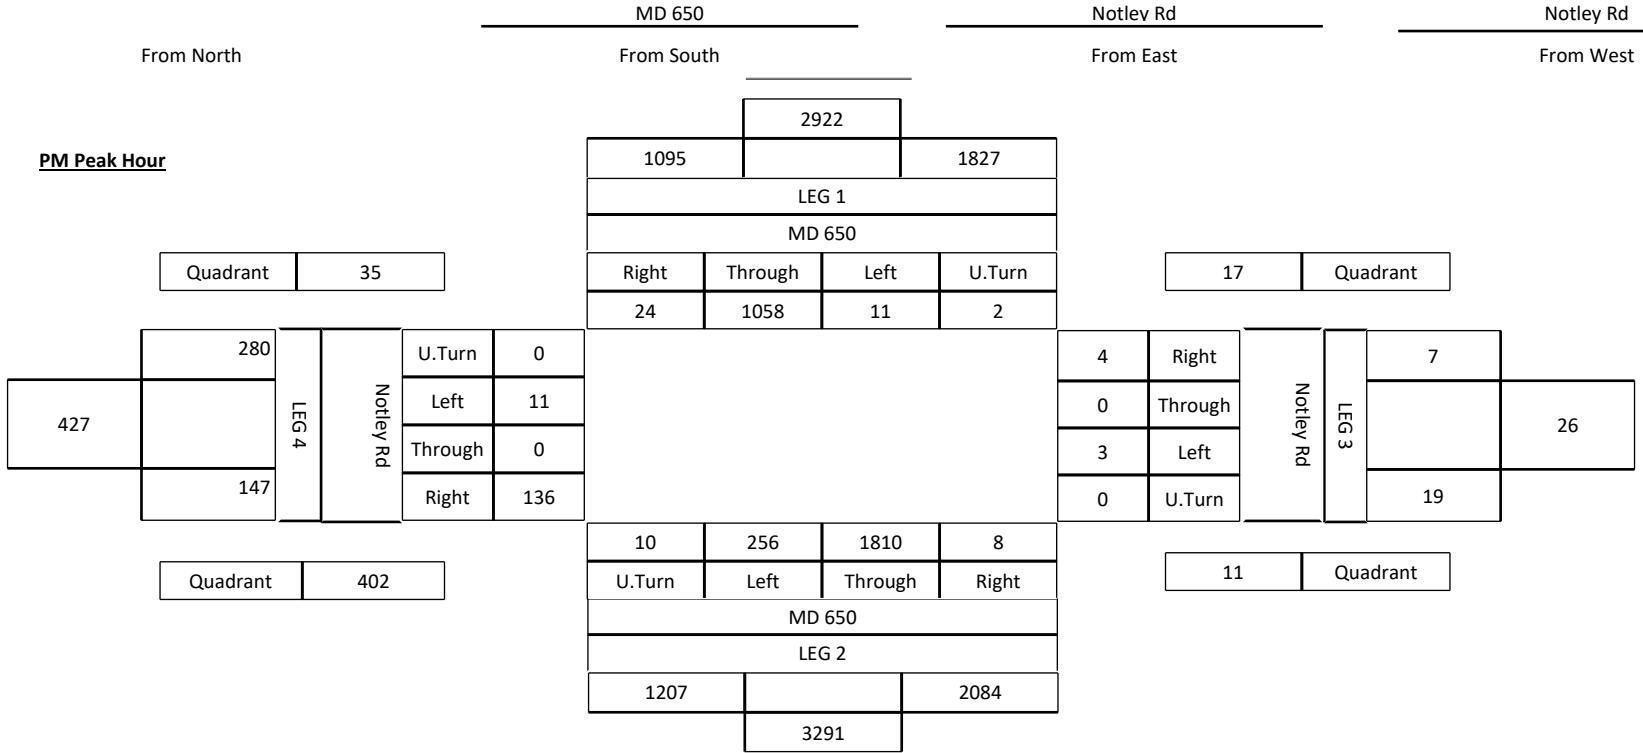 MD 650 Notley Rd Notley Rd
From North From South From East From West
2922
PM Peak Hour 1095 1827
LEG 1
MD 650
Quadrant 35 Right Through Left U.Turn 17 Quadrant
24 1058 11 2
280 U.Turn 0 4 Right 7
427 LEG 4 Notley Rd Left 11 0 Through Notley Rd LEG 3 26
Through 0 3 Left
147 Right 136 0 U.Turn 19
10 256 1810 8
Quadrant 402 U.Turn Left Through Right 11 Quadrant
MD 650
LEG 2
1207 2084
3291